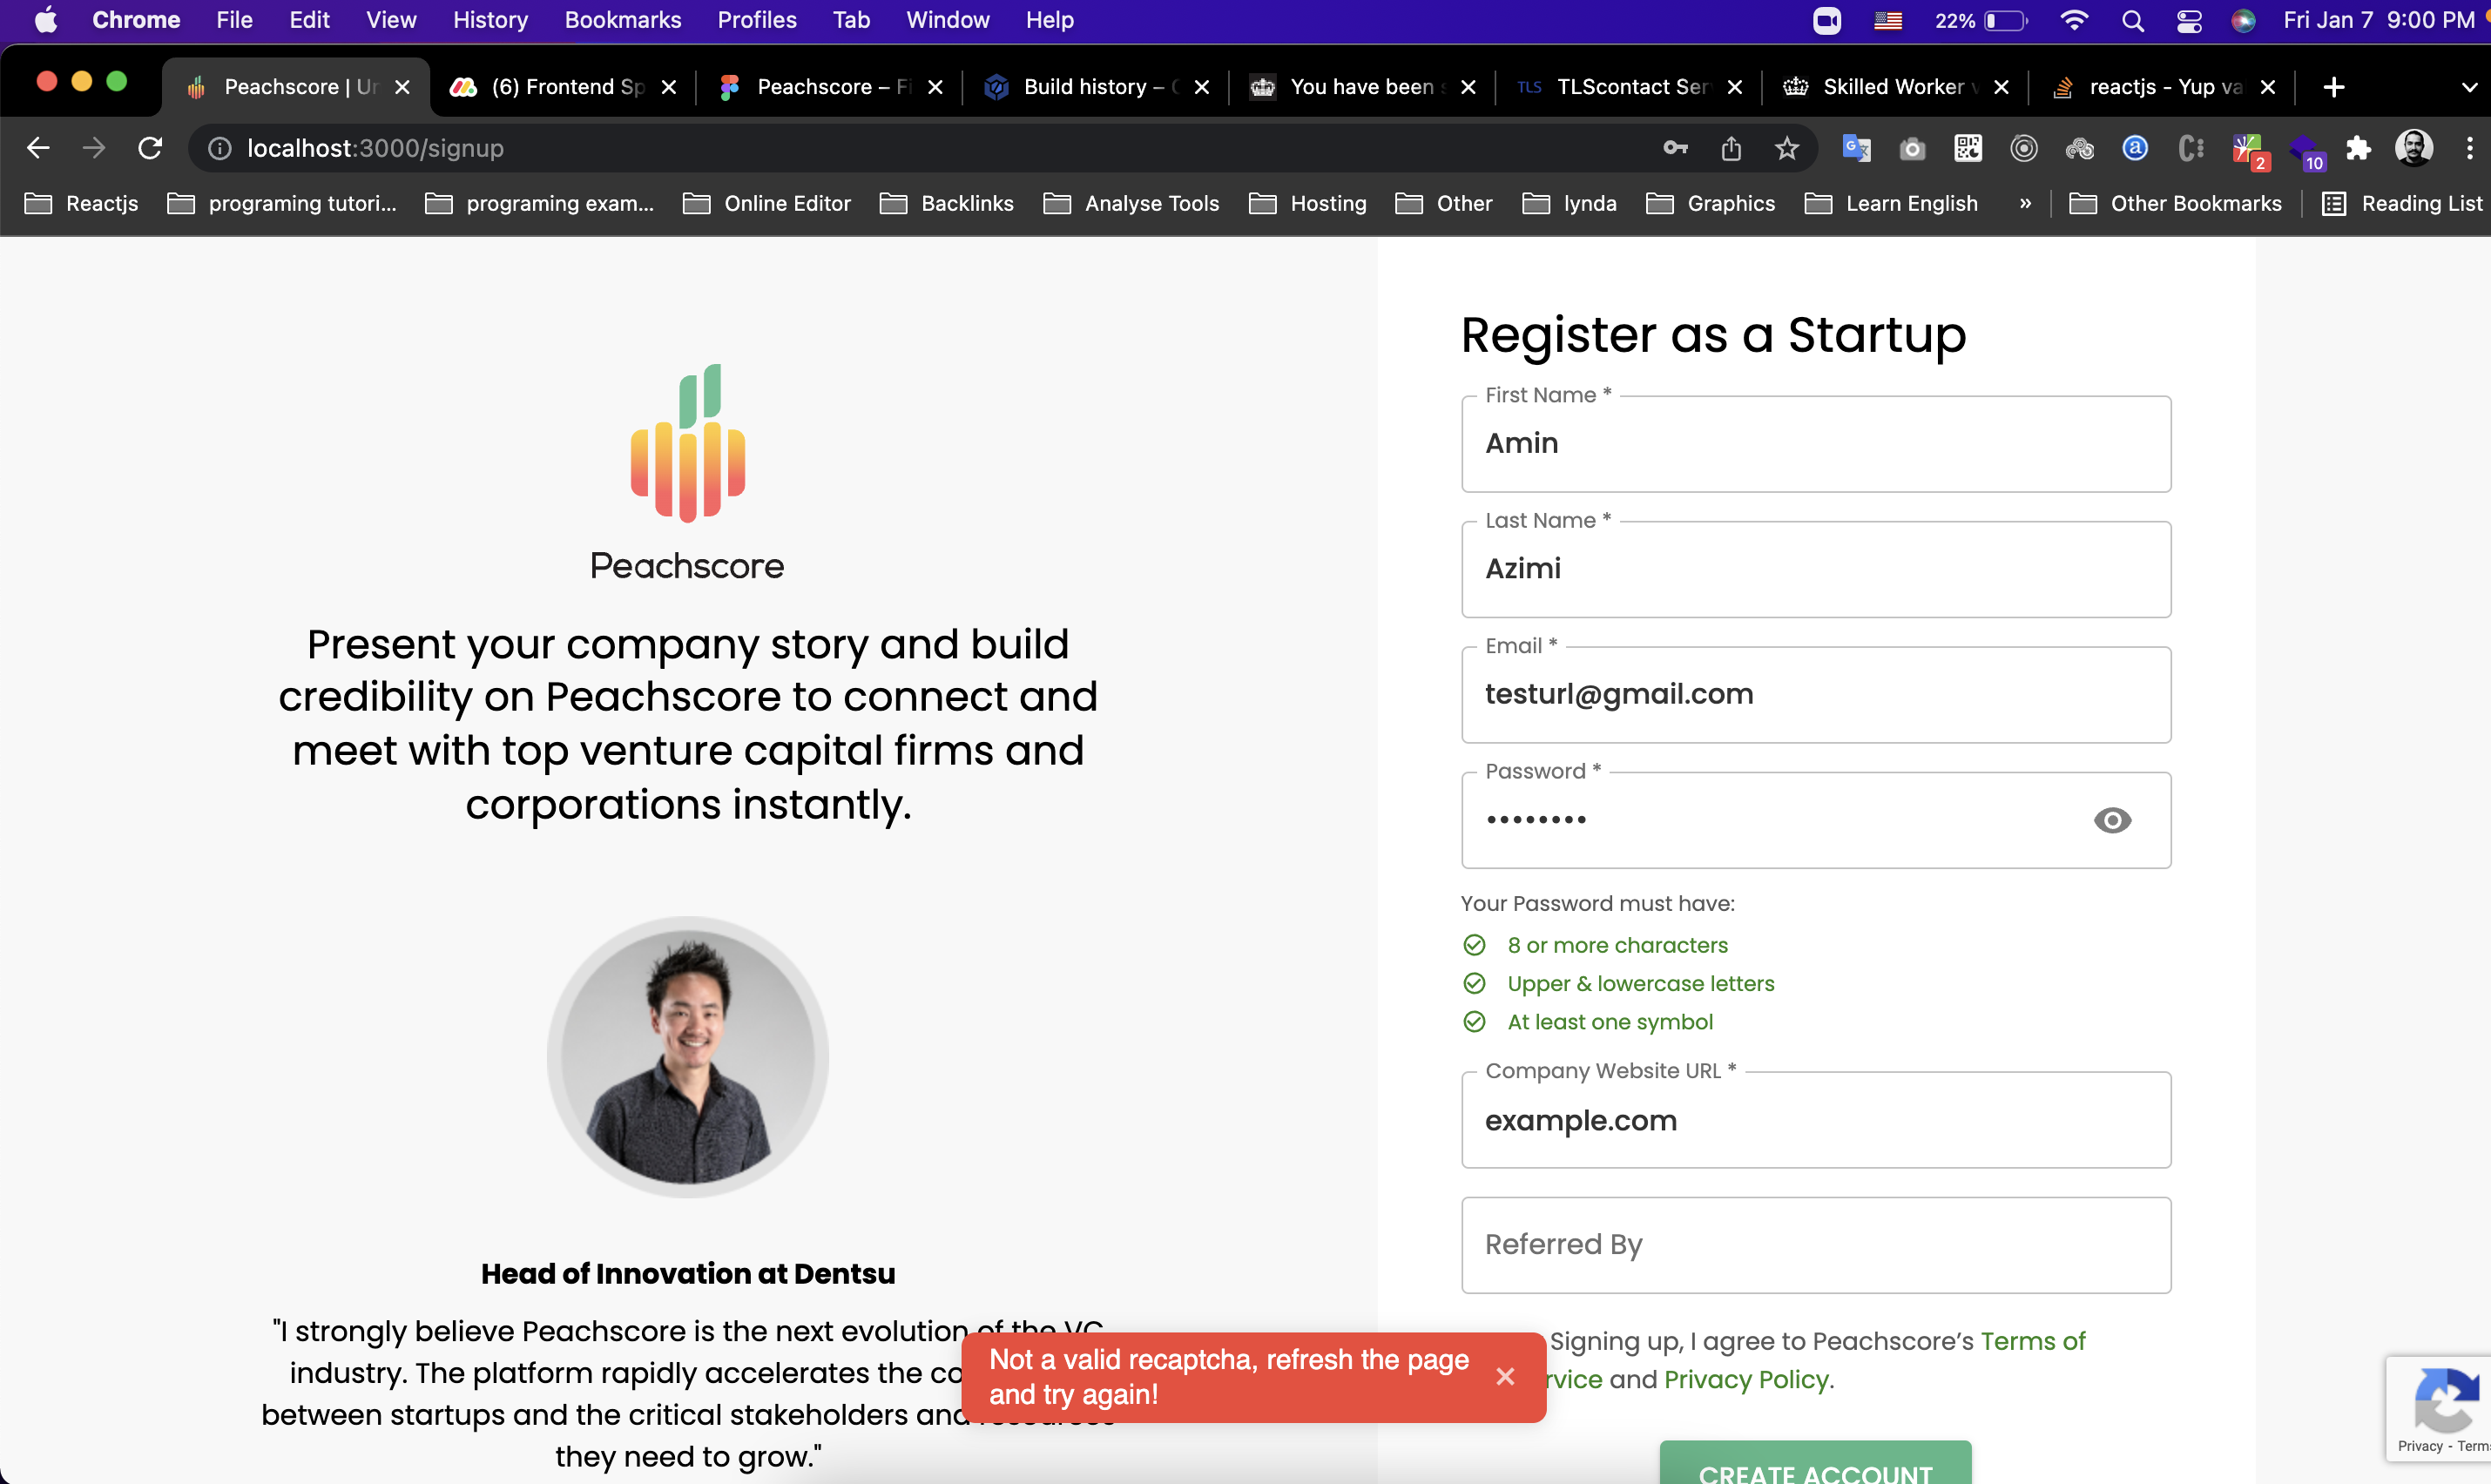 Chrome File Edit View History Bookmarks Profiles Tab Window Help 22% Fri Jan 7 9:00 PM
Peachscore | Un (6) Frontend Sp Peachscore – Fi Build history – You have been TLS TLScontact Ser Skilled Worker reactjs - Yup va
localhost:3000/signup 2 10
Reactjs programing tutori... programing exam... Online Editor Backlinks Analyse Tools Hosting Other lynda Graphics Learn English » Other Bookmarks Reading List
Peachscore
Present your company story and build
credibility on Peachscore to connect and
meet with top venture capital firms and
corporations instantly.
Head of Innovation at Dentsu
"I strongly believe Peachscore is the next evolution of the VC
industry. The platform rapidly accelerates the co
between startups and the critical stakeholders and resources
they need to grow."
Register as a Startup
First Name *
Amin
Last Name *
Azimi
Email *
testurl@gmail.com
Password *
••••••••
Your Password must have:
8 or more characters
Upper & lowercase letters
At least one symbol
Company Website URL *
example.com
Referred By
Signing up, I agree to Peachscore’s Terms of
rvice and Privacy Policy.
CREATE ACCOUNT
Not a valid recaptcha, refresh the page
and try again!
Privacy - Terms